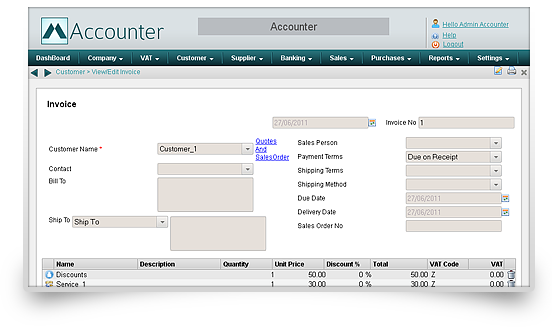 Accounter
Accounter
Hello Admin Accounter
Help
Logout
DashBoard Company VAT Customer Supplier Banking Sales Purchases Reports Settings
Customer > View/Edit Invoice
Invoice
27/06/2011 Invoice No 1
Customer Name * Customer_1 Quotes And SalesOrder
Sales Person
Payment Terms Due on Receipt
Contact
Shipping Terms
Bill To
Shipping Method
Due Date 27/06/2011
Delivery Date 27/06/2011
Ship To Ship To
Sales Order No
Name Description Quantity Unit Price Discount % Total VAT Code VAT
Discounts 1 50.00 0 % 50.00 Z 0.00
Service_1 1 30.00 0 % 30.00 Z 0.00